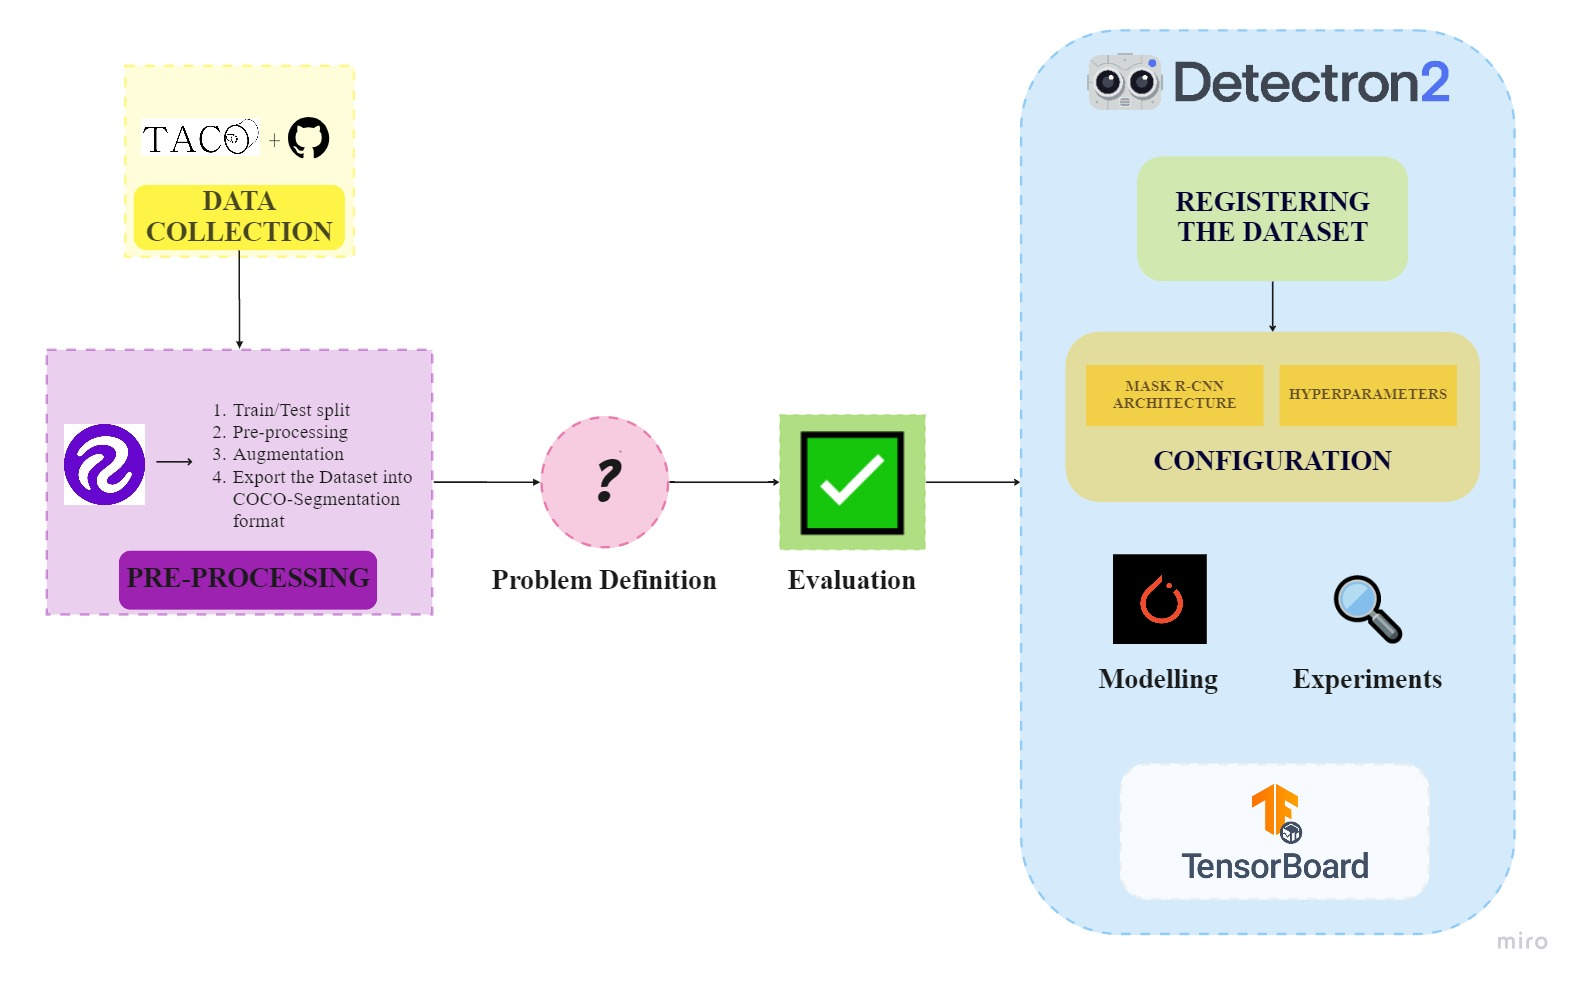 TACO +
DATA
COLLECTION
1. Train/Test split
2. Pre-processing
3. Augmentation
4. Export the Dataset into
COCO-Segmentation
format
PRE-PROCESSING
?
Problem Definition
Evaluation
Detectron2
REGISTERING
THE DATASET
MASK R-CNN
ARCHITECTURE
HYPERPARAMETERS
CONFIGURATION
Modelling
Experiments
TensorBoard
miro